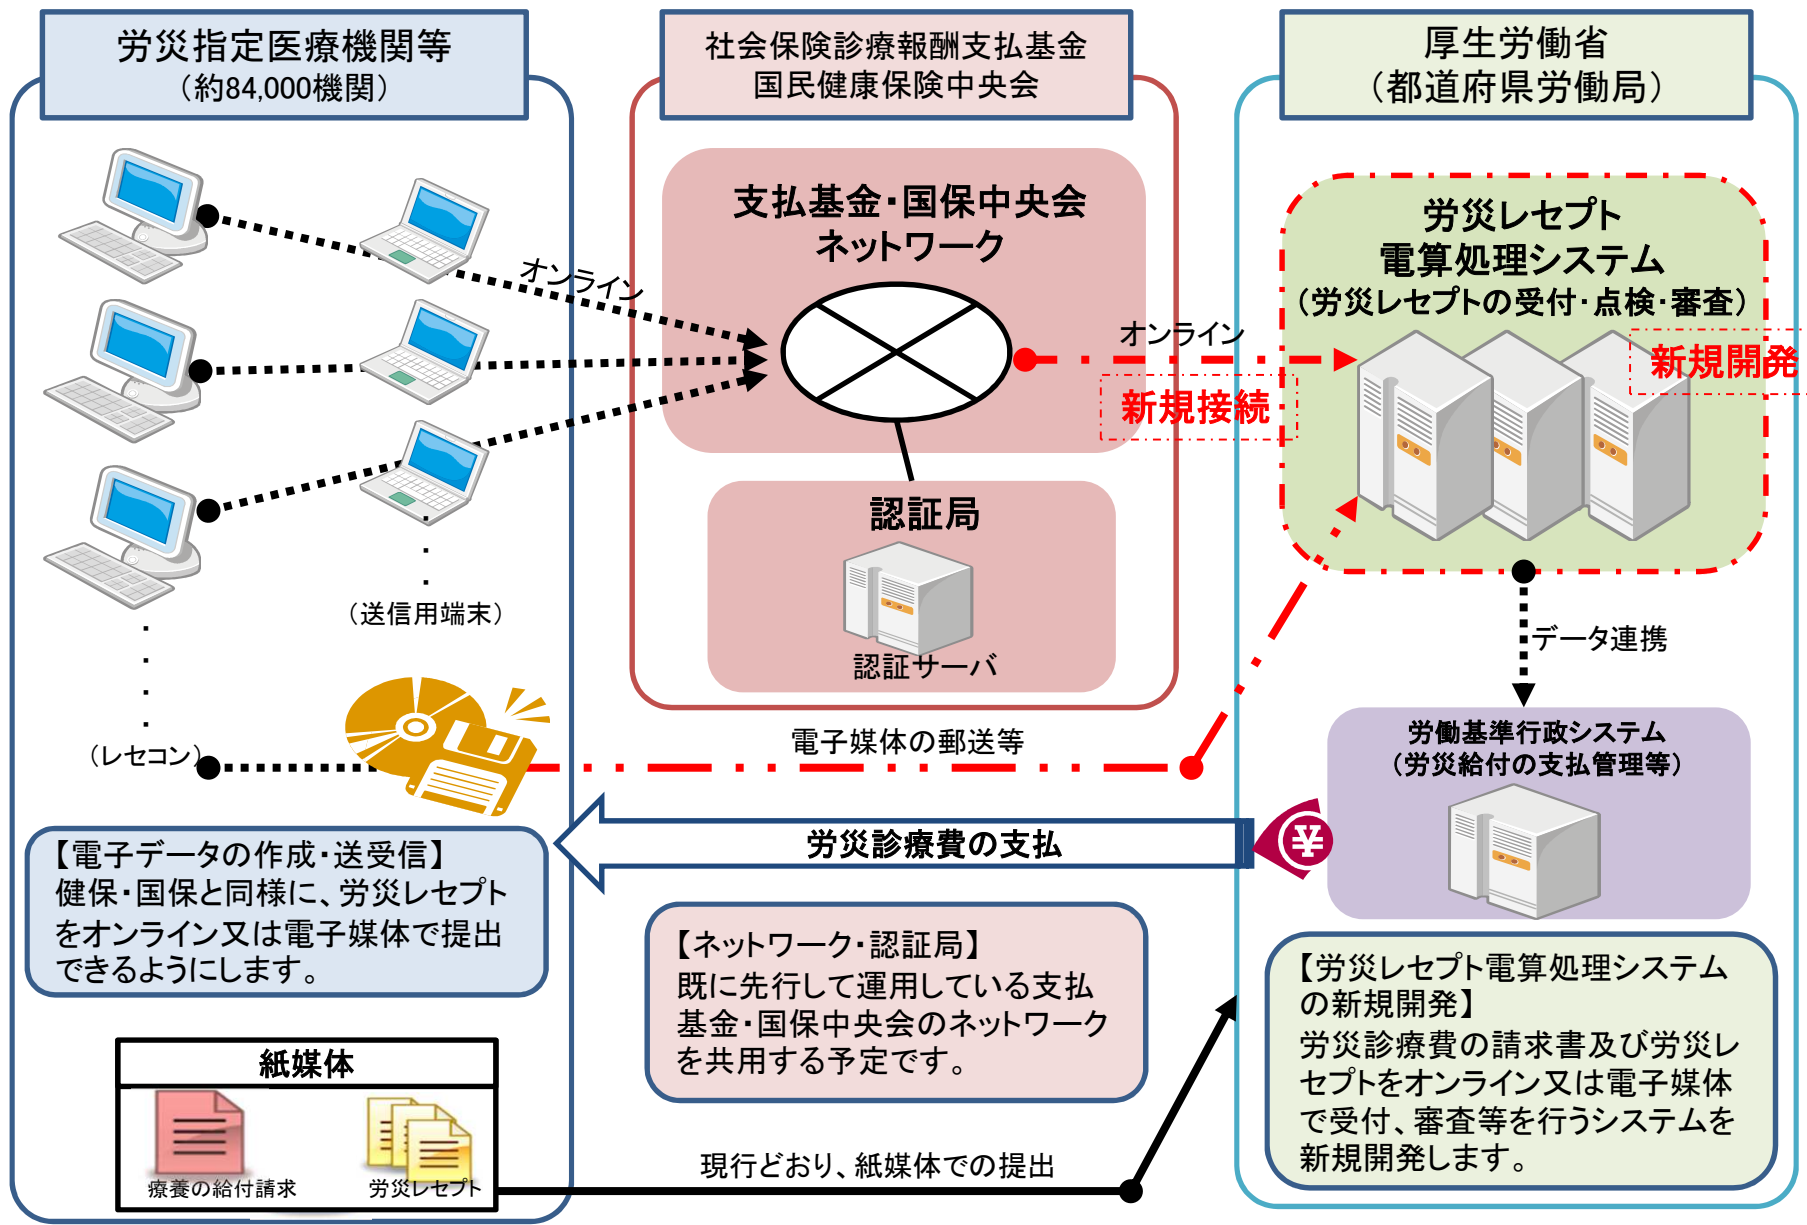 労災指定医療機関等
（約84,000機関）
社会保険診療報酬支払基金
国民健康保険中央会
厚生労働省
（都道府県労働局）
支払基金・国保中央会
ネットワーク
労災レセプト
電算処理システム
（労災レセプトの受付・点検・審査）
オンライン
オンライン
新規接続
新規開発
認証局
認証サーバ
（送信用端末）
（レセコン）
データ連携
電子媒体の郵送等
労働基準行政システム
（労災給付の支払管理等）
労災診療費の支払
¥
【電子データの作成・送受信】
健保・国保と同様に、労災レセプト
をオンライン又は電子媒体で提出
できるようにします。
【ネットワーク・認証局】
既に先行して運用している支払
基金・国保中央会のネットワーク
を共用する予定です。
【労災レセプト電算処理システム
の新規開発】
労災診療費の請求書及び労災レ
セプトをオンライン又は電子媒体
で受付、審査等を行うシステムを
新規開発します。
紙媒体
療養の給付請求
労災レセプト
現行どおり、紙媒体での提出